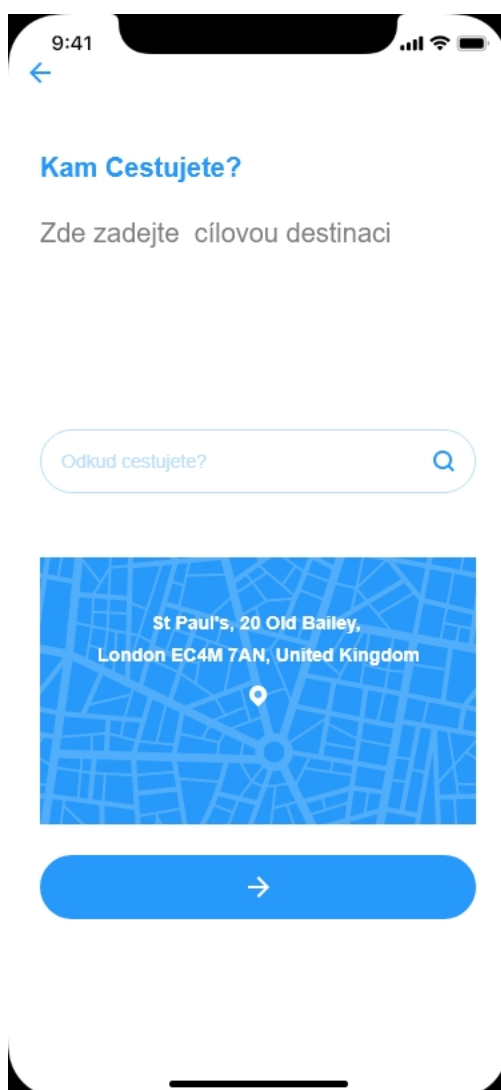 9:41
Kam Cestujete?
Zde zadejte  cílovou destinaci
Odkud cestujete?
St Paul's, 20 Old Bailey,
London EC4M 7AN, United Kingdom